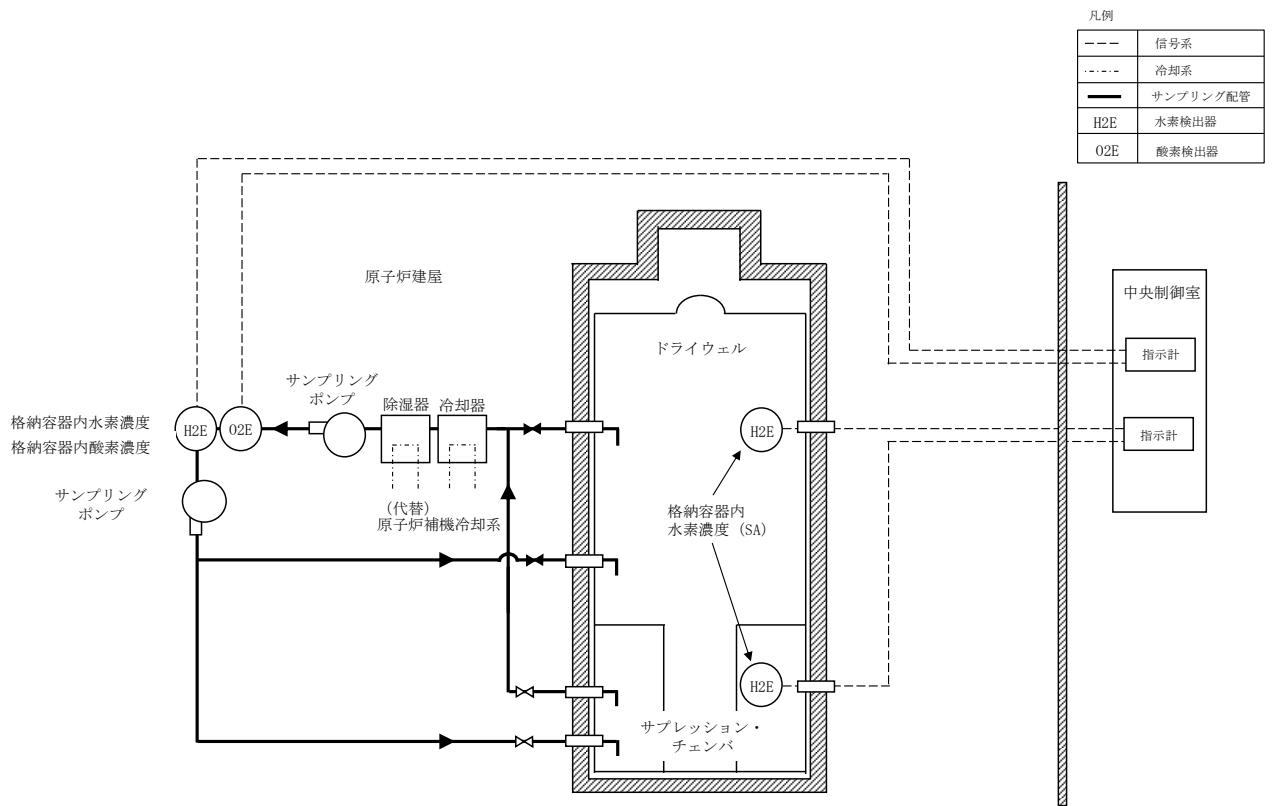 凡例
信号系
冷却系
サンプリング配管
H2E 水素検出器
O2E 酸素検出器
原子炉建屋
中央制御室
指示計
指示計
ドライウェル
サンプリング
ポンプ
除湿器
冷却器
格納容器内水素濃度
格納容器内酸素濃度
H2E
O2E
H2E
サンプリング
ポンプ
(代替)
原子炉補機冷却系
格納容器内
水素濃度 (SA)
H2E
サプレッション・
チェンバ